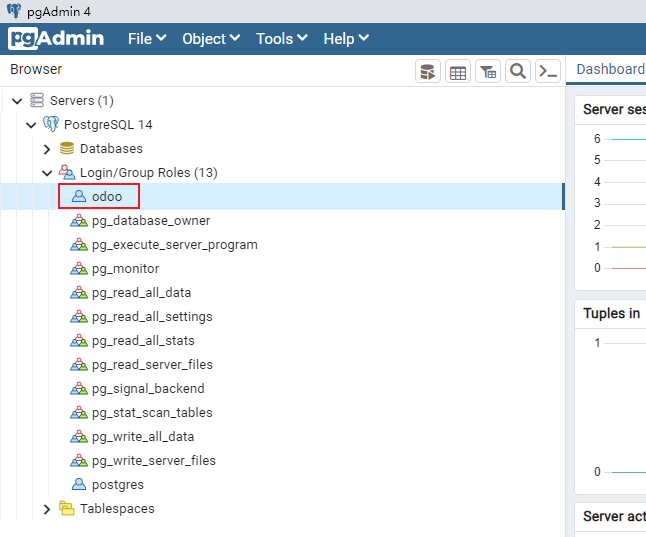 pgAdmin 4
pgAdmin File Object Tools Help
Browser
Dashboard
Servers (1)
PostgreSQL 14
Databases
Login/Group Roles (13)
odoo
pg_database_owner
pg_execute_server_program
pg_monitor
pg_read_all_data
pg_read_all_settings
pg_read_all_stats
pg_read_server_files
pg_signal_backend
pg_stat_scan_tables
pg_write_all_data
pg_write_server_files
postgres
Tablespaces
Server ses
6
5
4
3
2
1
0
Tuples in
1
0
Server act